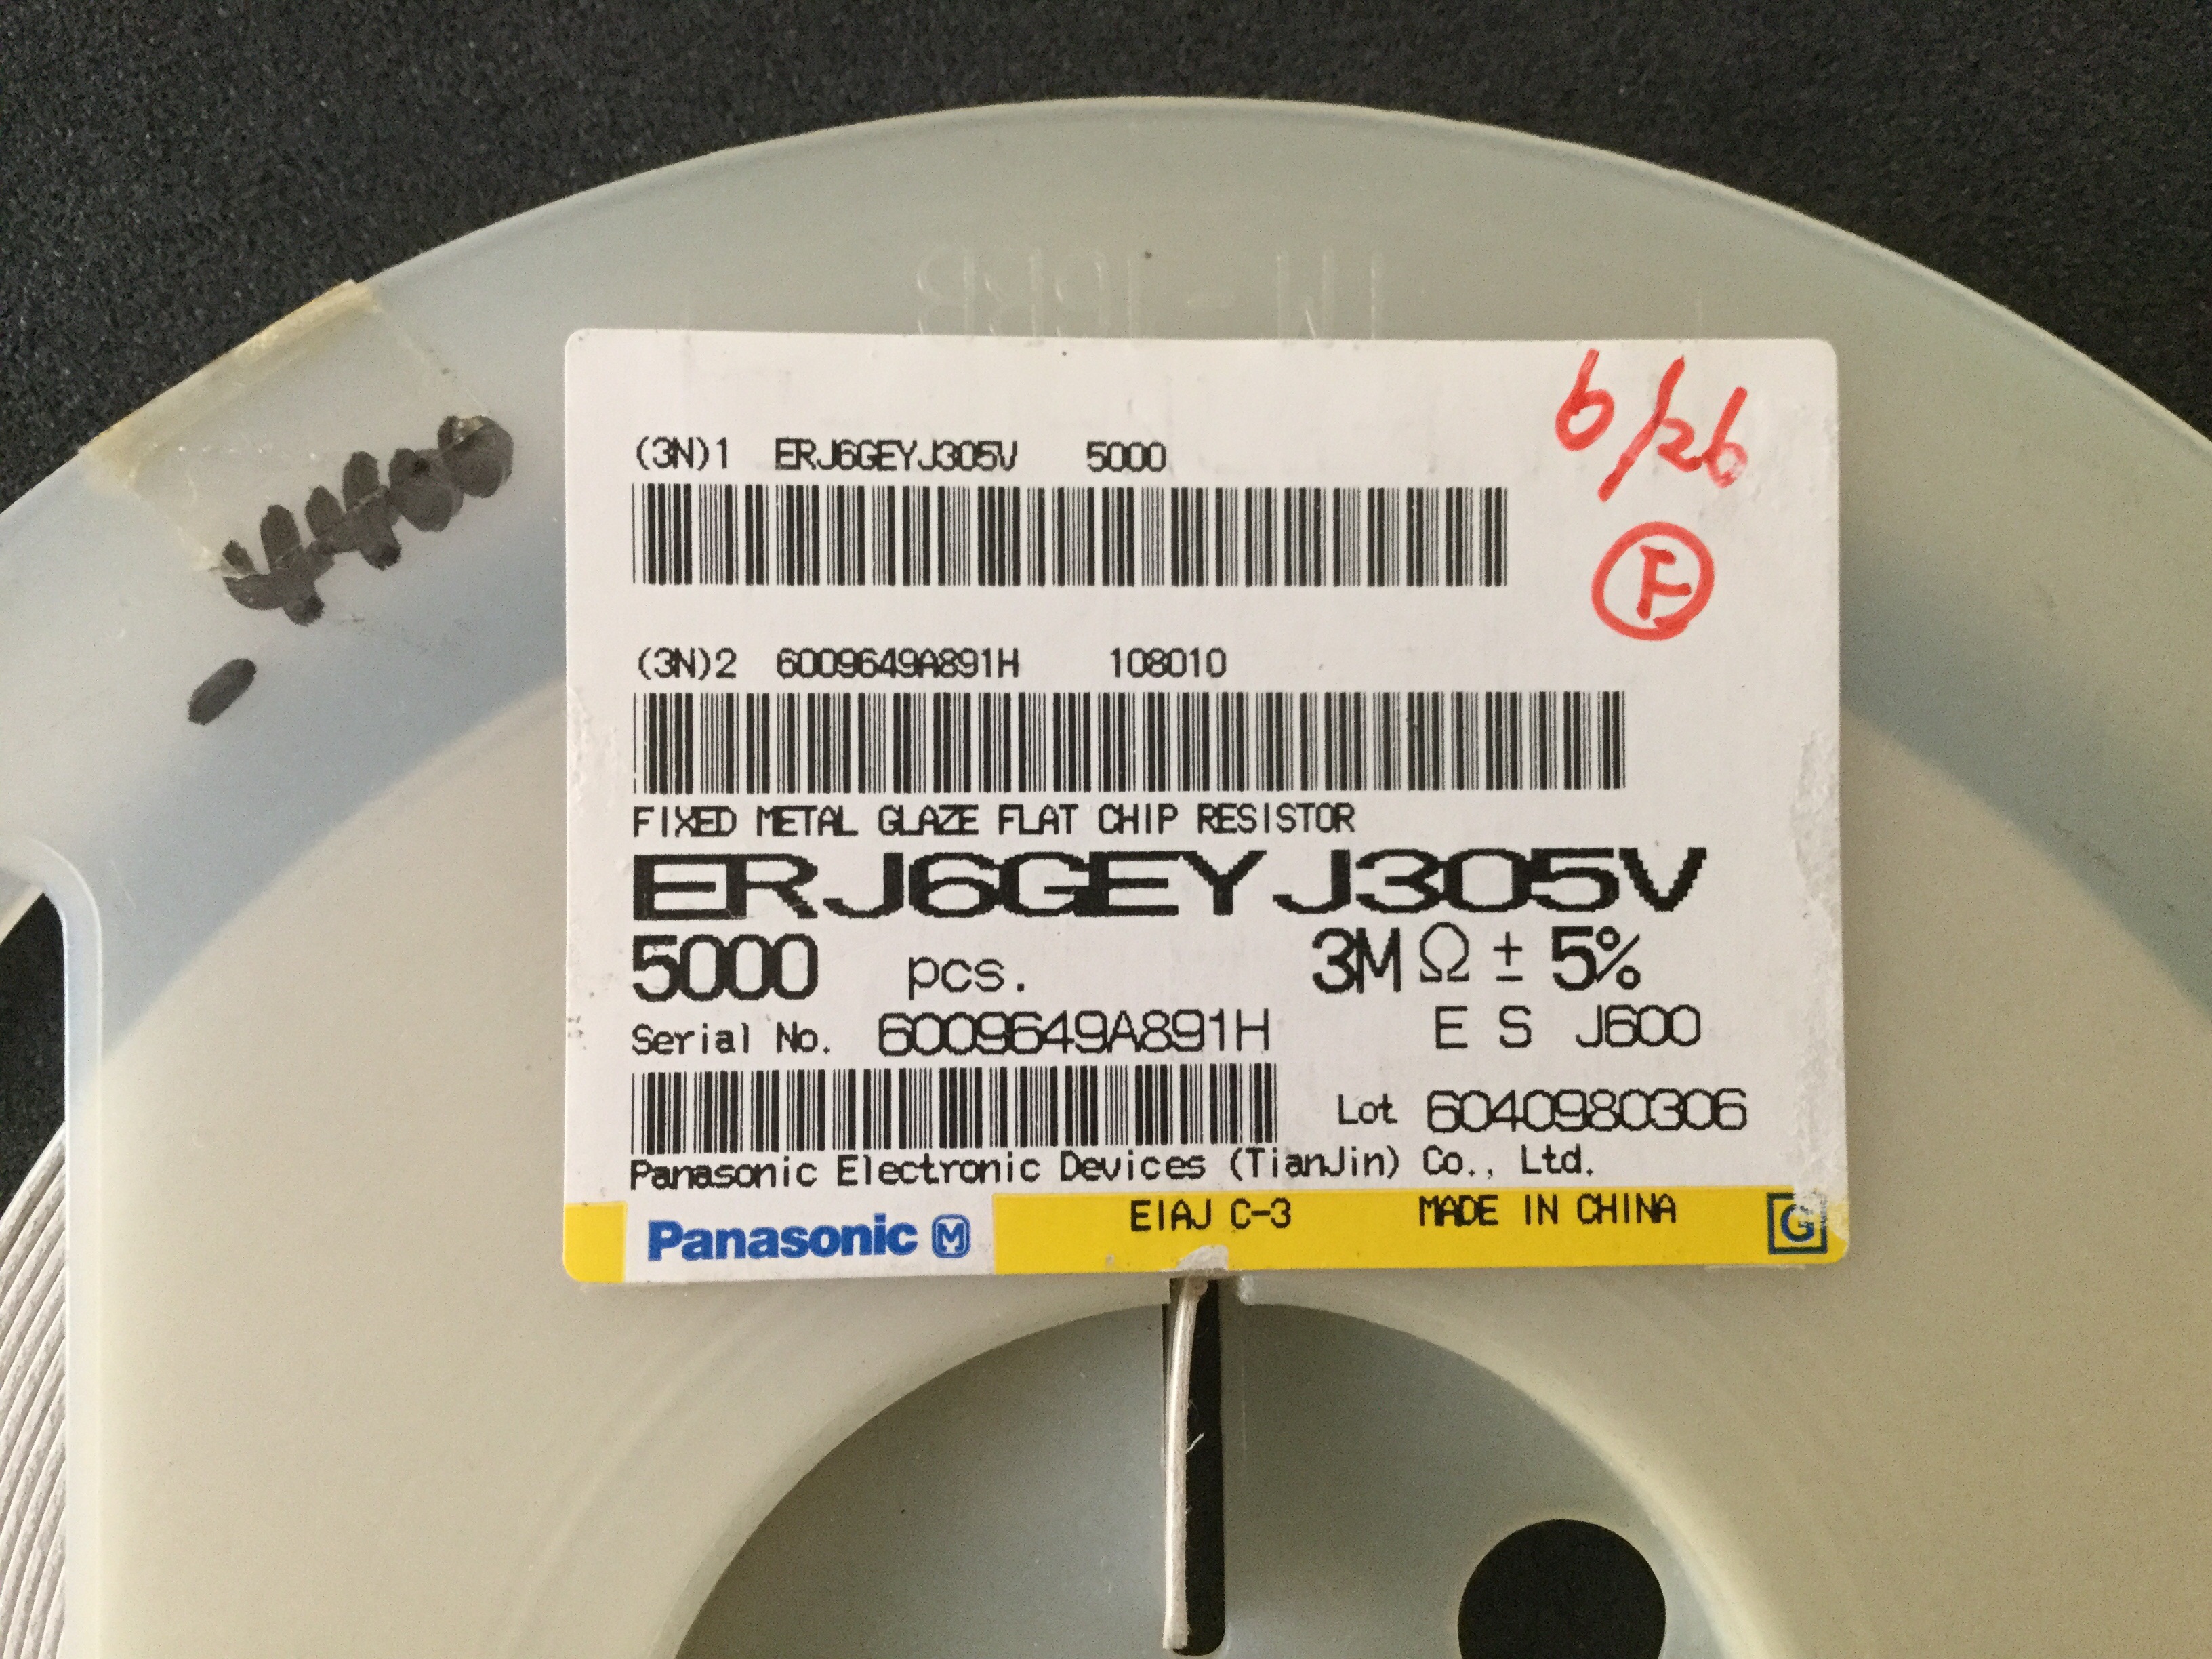 6/26
F
(3N)1 ERJ6GEYJ305V 5000
(3N)2 6009649A891H 108010
FIXED METAL GLAZE FLAT CHIP RESISTOR
ERJ6GEYJ305V
5000 pcs. 3MΩ ± 5%
Serial No. 6009649A891H E S J600
Lot 6040980306
Panasonic Electronic Devices (TianJin) Co., Ltd.
Panasonic M EIAJ C-3 MADE IN CHINA G